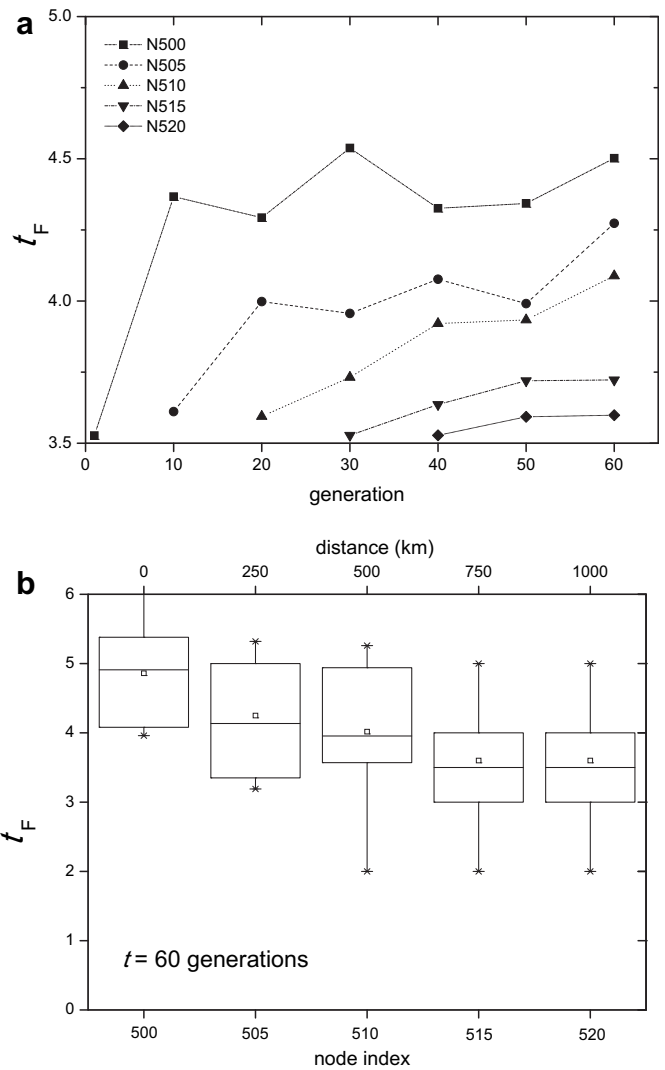 a
5.0
N500
N505
N510
N515
N520
4.5
tF
4.0
3.5
0 10 20 30 40 50 60
generation
distance (km)
b
0 250 500 750 1000
6
5
4
3
tF
2
1
t = 60 generations
0
500 505 510 515 520
node index